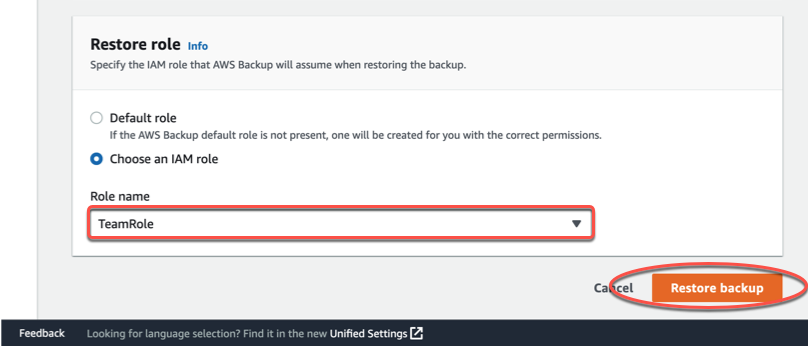 Restore role Info
Specify the IAM role that AWS Backup will assume when restoring the backup.
Default role
If the AWS Backup default role is not present, one will be created for you with the correct permissions.
Choose an IAM role
Role name
TeamRole
Cancel Restore backup
Feedback Looking for language selection? Find it in the new Unified Settings